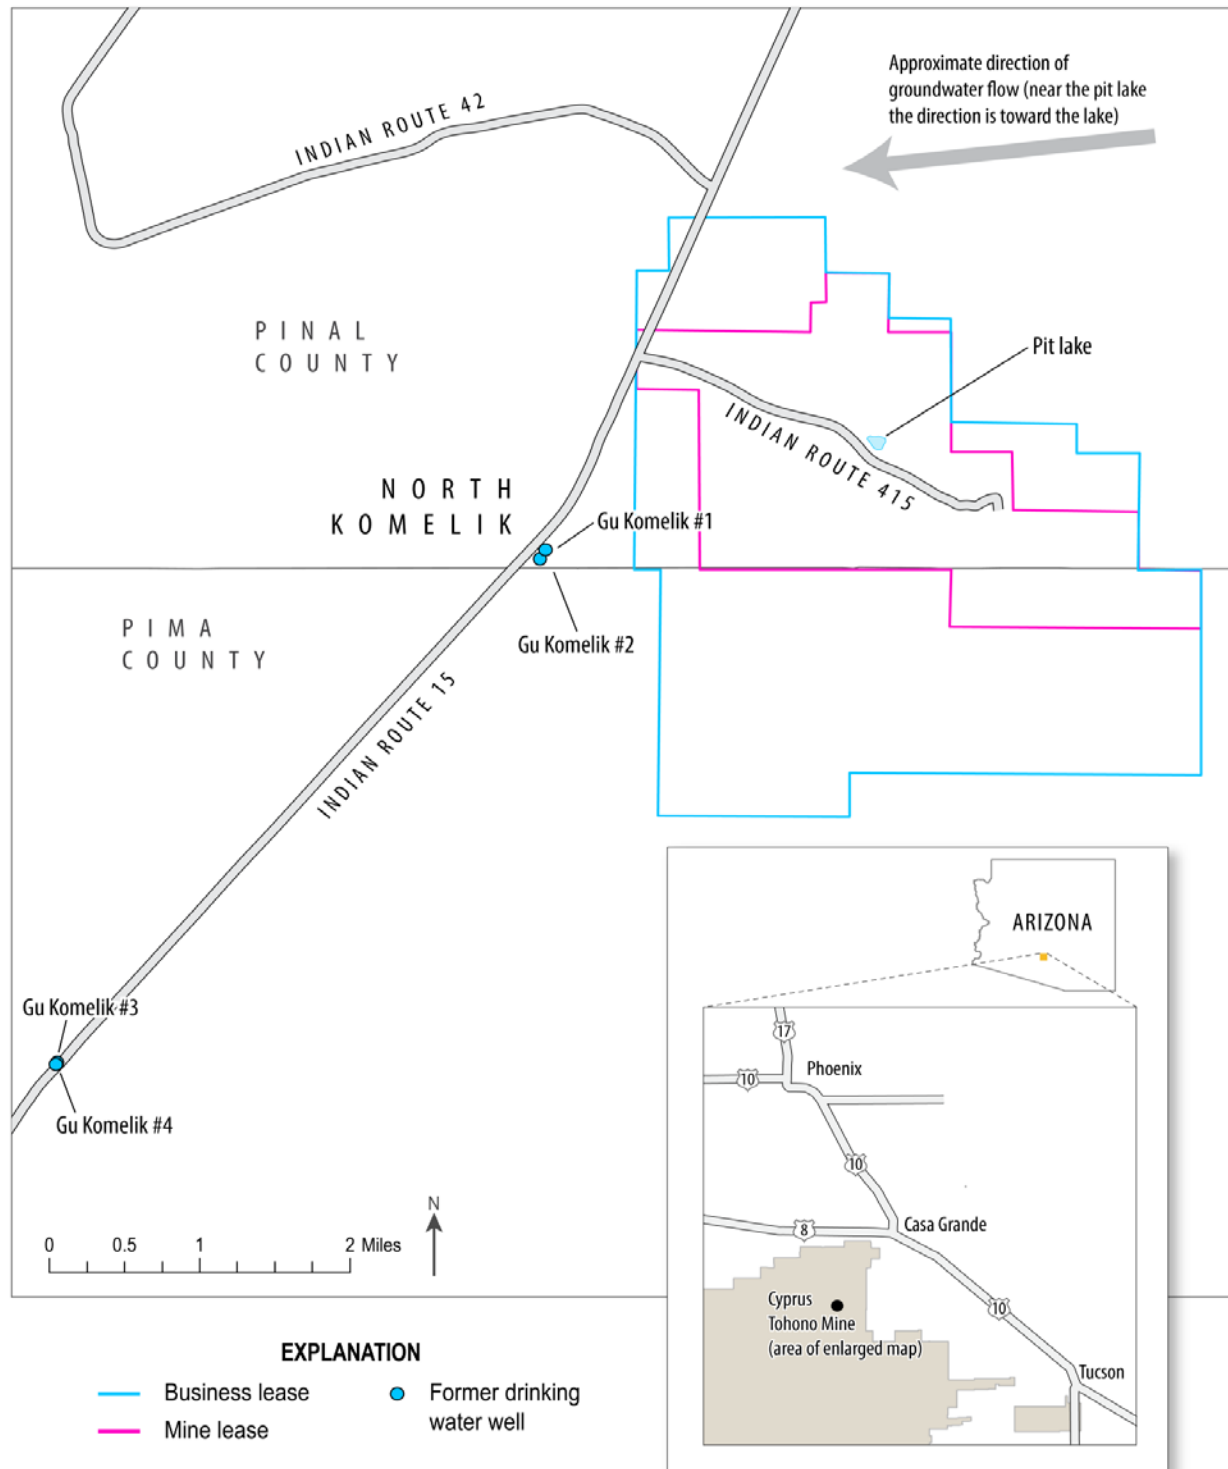 Approximate direction of
groundwater flow (near the pit lake
the direction is toward the lake)
INDIAN ROUTE 42
PINAL
COUNTY
Pit lake
INDIAN ROUTE 415
NORTH
KOMELIK
Gu Komelik #1
Gu Komelik #2
PIMA
COUNTY
INDIAN ROUTE 15
ARIZONA
Gu Komelik #3
Gu Komelik #4
17
10
Phoenix
10
8
Casa Grande
Cyprus
Tohono Mine
(area of enlarged map)
10
Tucson
N
0 0.5 1 2 Miles
EXPLANATION
Business lease
Mine lease
Former drinking
water well